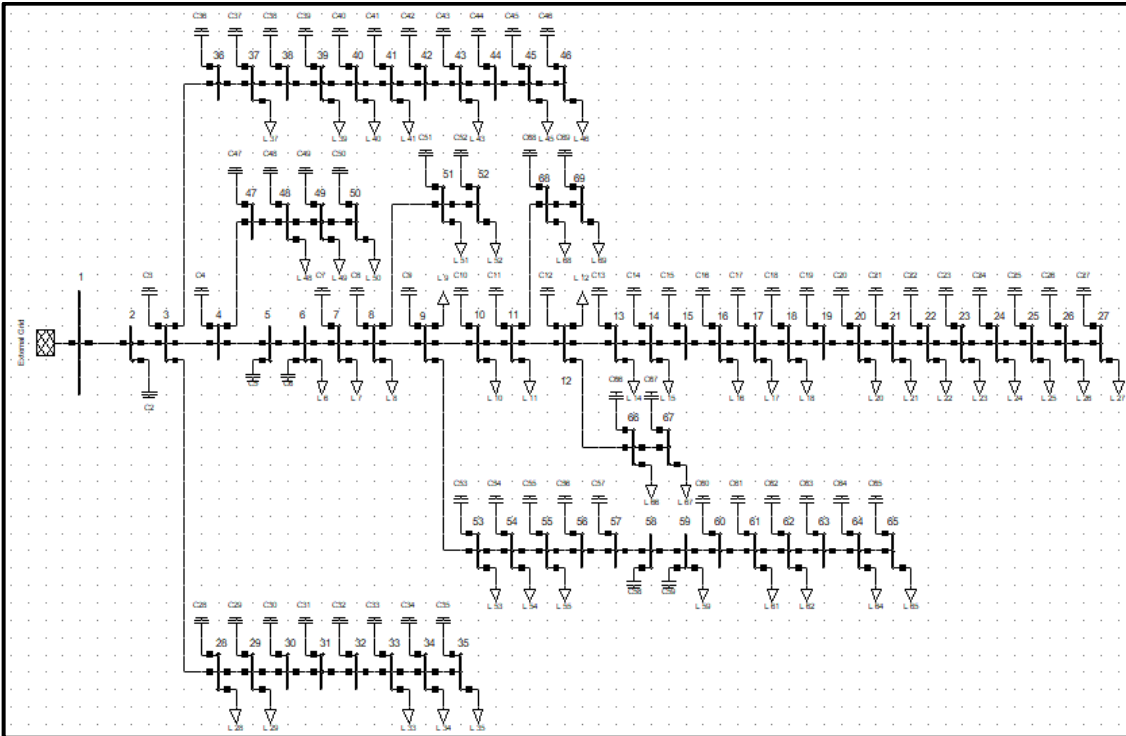 C36 C37 C38 C39 C40 C41 C42 C43 C44 C45 C46
36 37 38 39 40 41 42 43 44 45 46
L 37 L 39 L 40 L 41 L 43 L 45 L 46
C51 C52 C68 C69
C47 C48 C49 C50
51 52 68 69
47 48 49 50
L 51 L 52 L 68 L 69
L 48 L 49 L 50
1
C3 C4 C7 C8 C9 L 9 C10 C11 C12 L 12 C13 C14 C15 C16 C17 C18 C19 C20 C21 C22 C23 C24 C25 C26 C27
2 3 4 5 6 7 8 9 10 11 13 14 15 16 17 18 19 20 21 22 23 24 25 26 27
External Grid
C5 C6
12
C2 L 6 L 7 L 8 L 10 L 11 L 14 L 15 L 16 L 17 L 18 L 20 L 21 L 22 L 23 L 24 L 25 L 26 L 27
C66 C67
66 67
L 66 L 67
C53 C54 C55 C56 C57 C60 C61 C62 C63 C64 C65
53 54 55 56 57 58 59 60 61 62 63 64 65
C58 C59
L 53 L 54 L 55 L 59 L 61 L 62 L 64 L 65
C28 C29 C30 C31 C32 C33 C34 C35
28 29 30 31 32 33 34 35
L 28 L 29 L 33 L 34 L 35